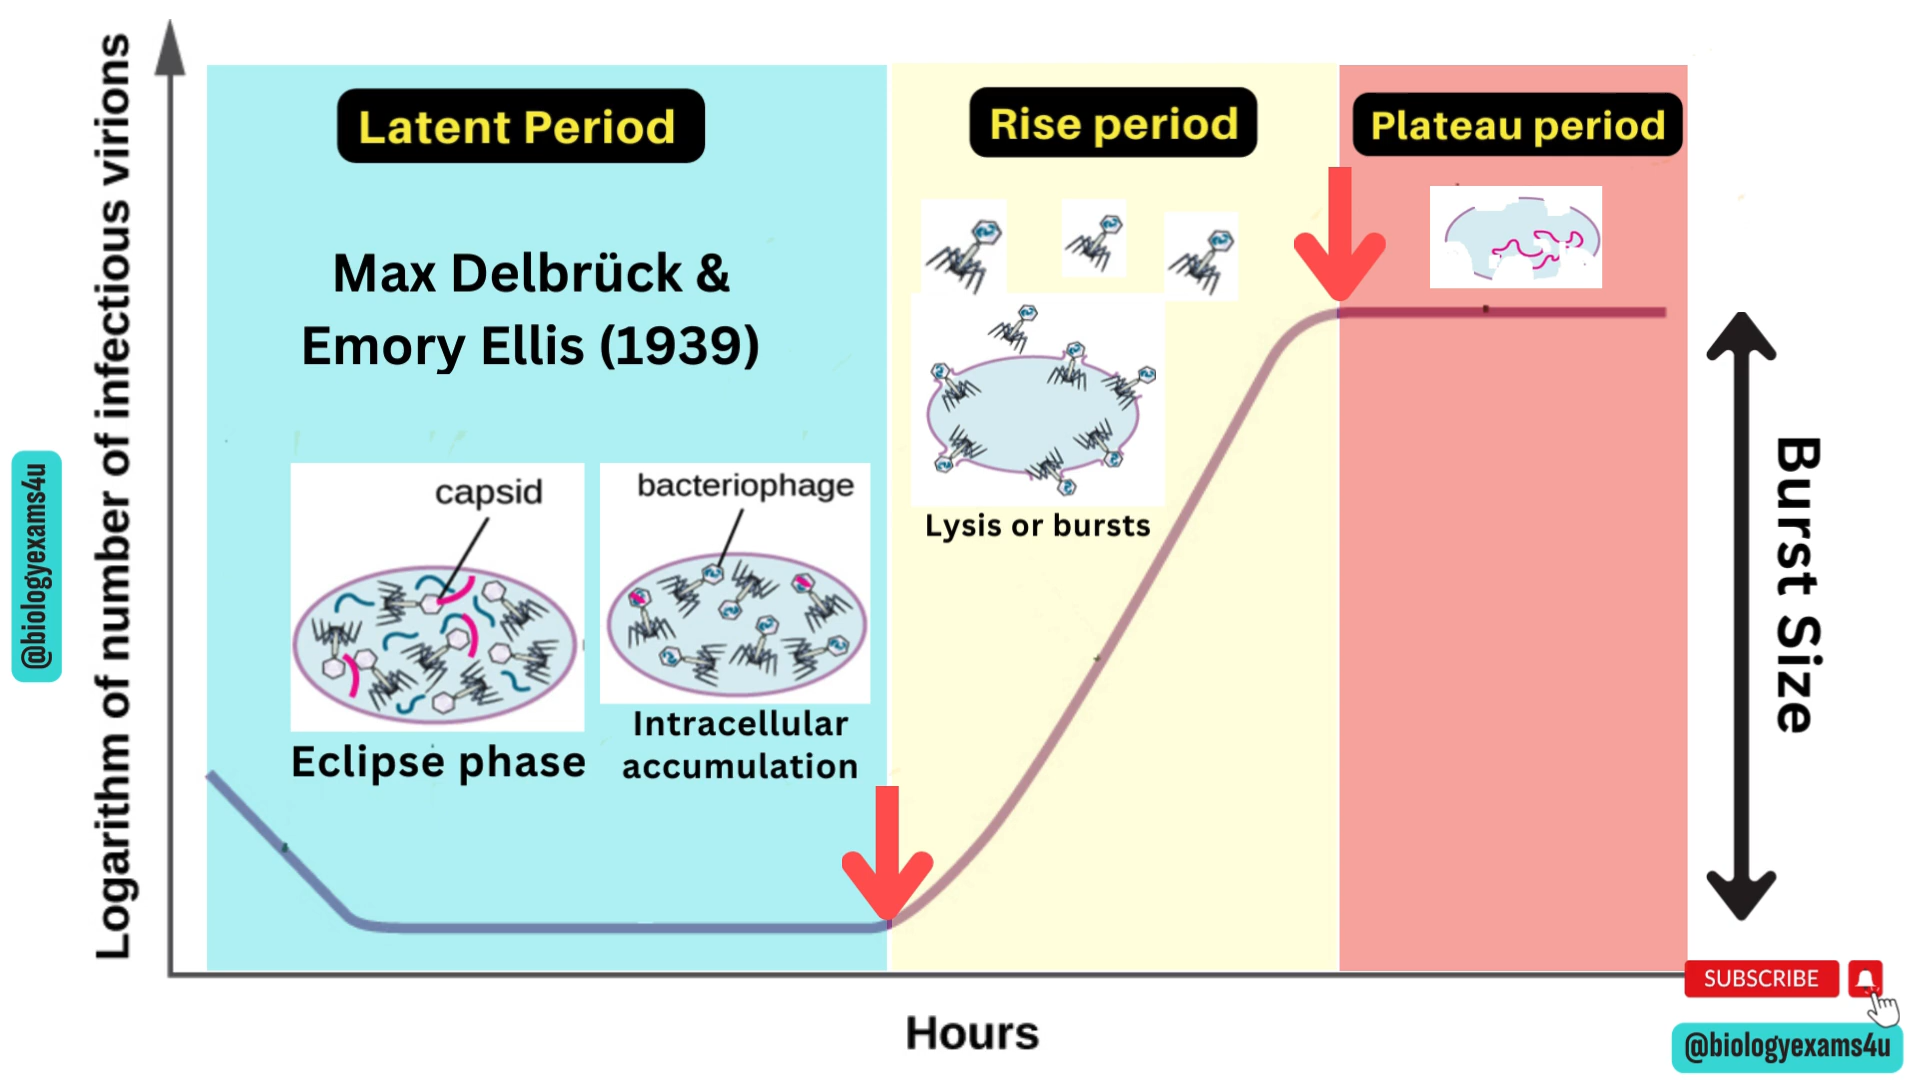 Logarithm of number of infectious virions
@biologyexams4u
Latent Period
Rise period
Plateau period
Max Delbrück &
Emory Ellis (1939)
capsid
bacteriophage
Eclipse phase
Intracellular
accumulation
Lysis or bursts
Burst Size
Hours
SUBSCRIBE
@biologyexams4u